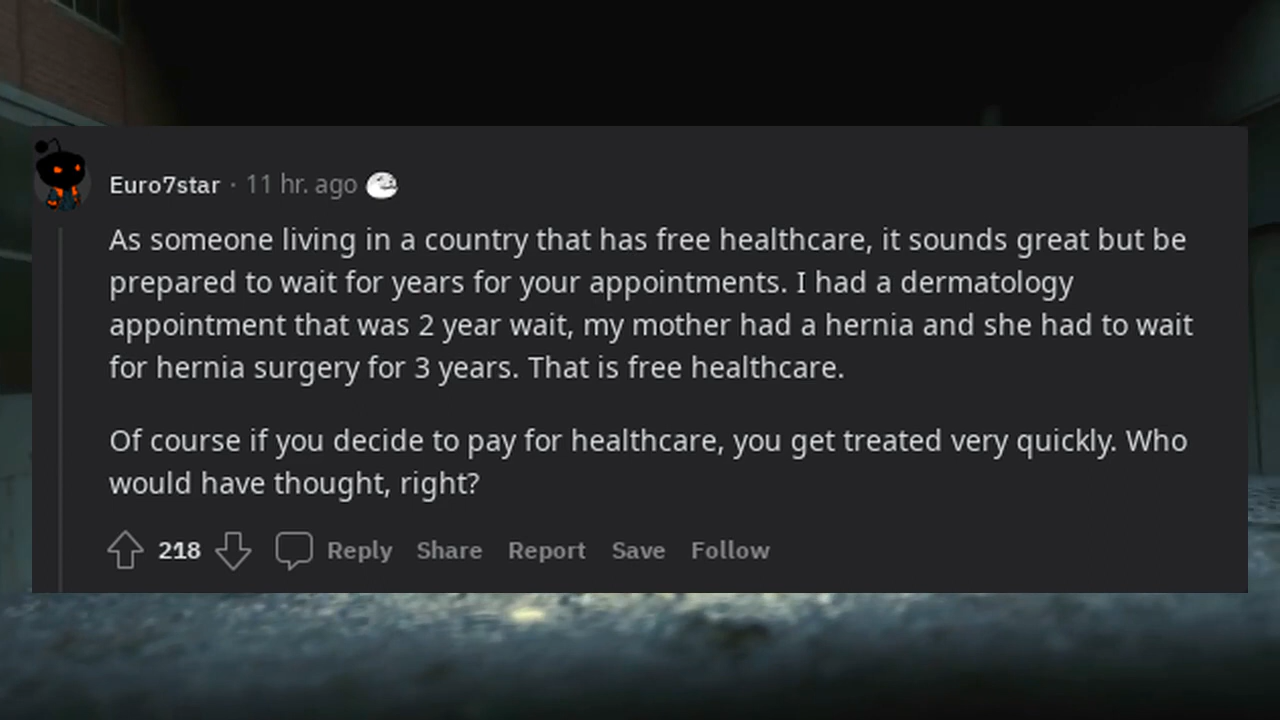 Euro7star · 11 hr. ago
As someone living in a country that has free healthcare, it sounds great but be
prepared to wait for years for your appointments. I had a dermatology
appointment that was 2 year wait, my mother had a hernia and she had to wait
for hernia surgery for 3 years. That is free healthcare.
Of course if you decide to pay for healthcare, you get treated very quickly. Who
would have thought, right?
218 Reply Share Report Save Follow